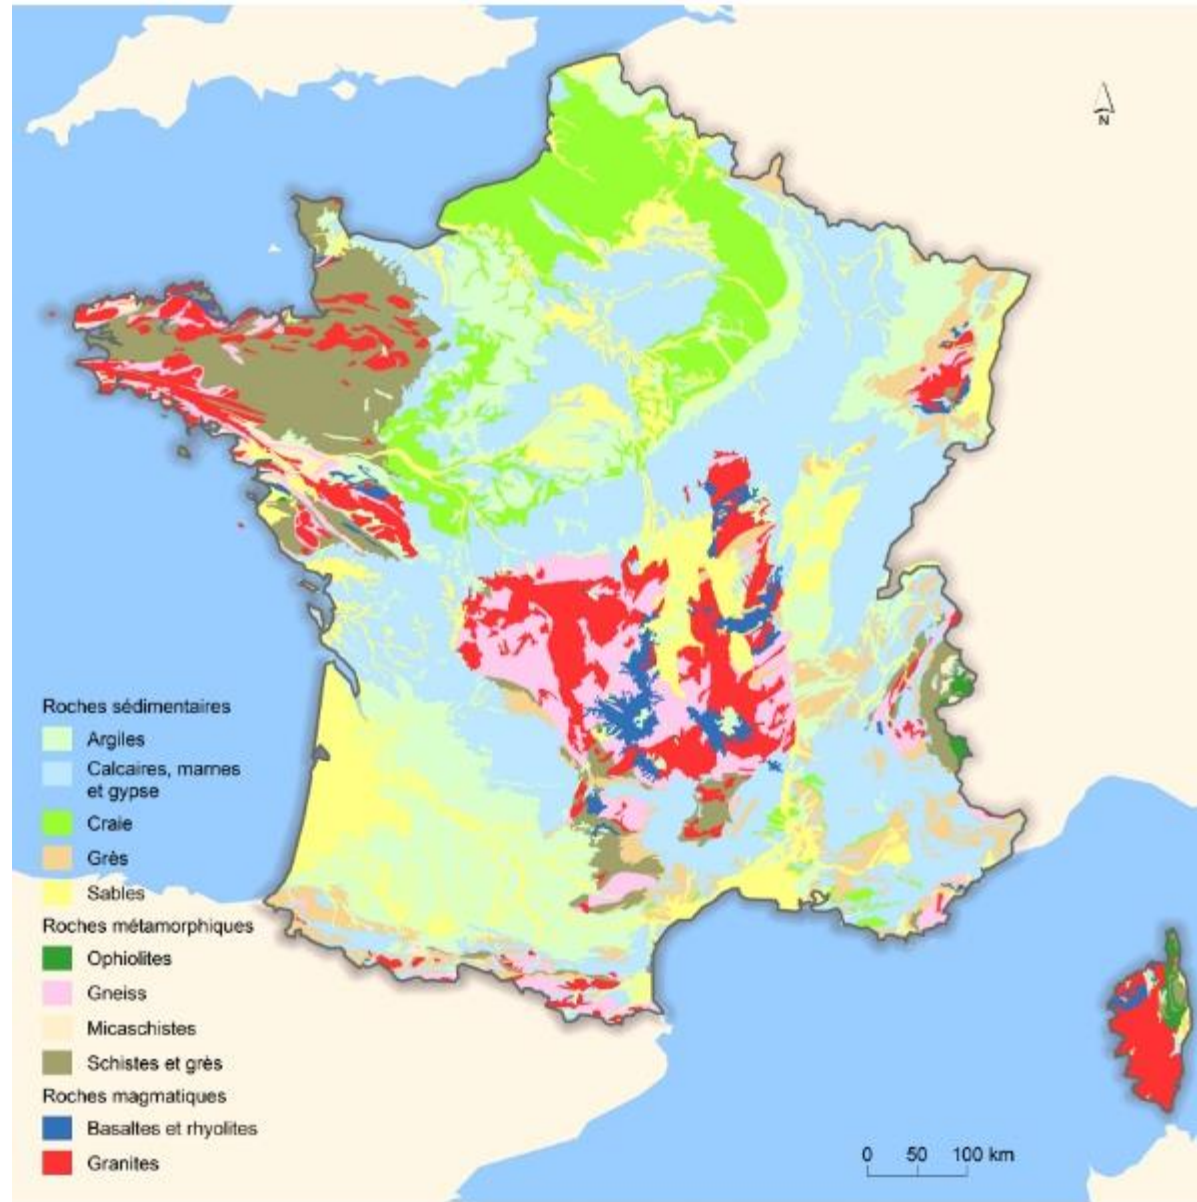 N
Roches sédimentaires
Argiles
Calcaires, marnes
et gypse
Craie
Grès
Sables
Roches métamorphiques
Ophiolites
Gneiss
Micaschistes
Schistes et grès
Roches magmatiques
Basaltes et rhyolites
Granites
0 50 100 km